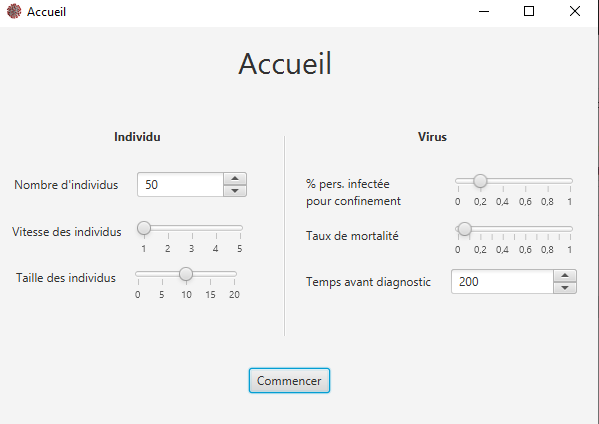 Accueil
Accueil
Individu
Nombre d'individus
50
Vitesse des individus
1 2 3 4 5
Taille des individus
0 5 10 15 20
Virus
% pers. infectée
pour confinement
0 0,2 0,4 0,6 0,8 1
Taux de mortalité
0 0,2 0,4 0,6 0,8 1
Temps avant diagnostic
200
Commencer